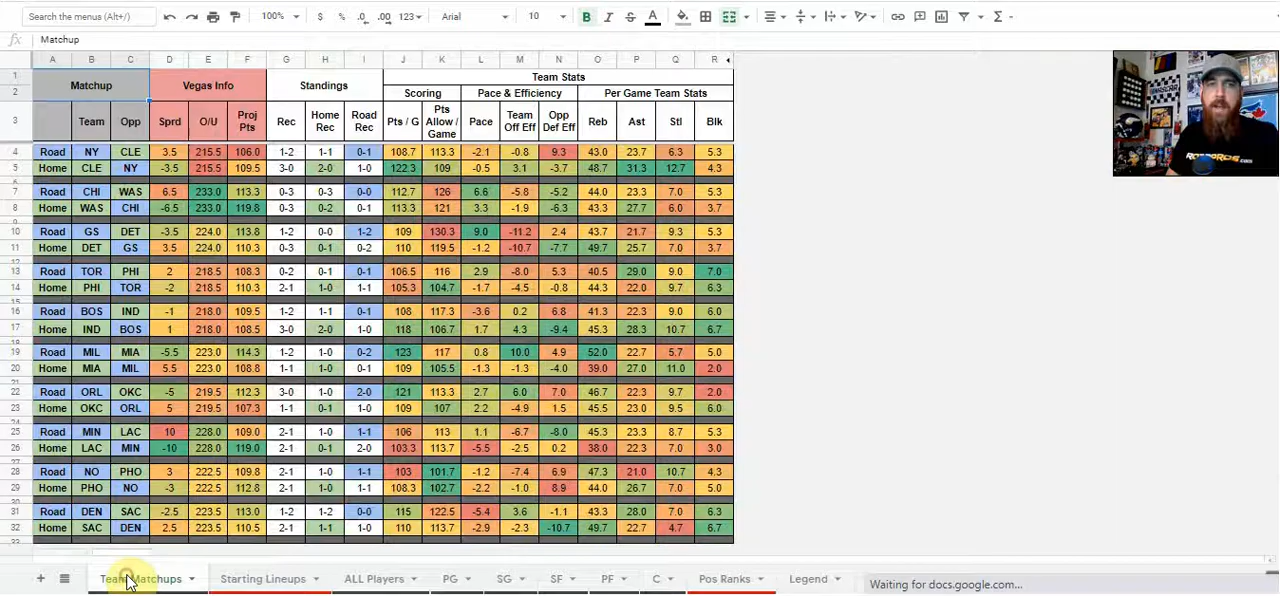 Search the menus (Alt+/) 100% $ % .0 .00 123 Arial 10 B I S A
fx Matchup
A B C D E F G H I J K L M N O P Q R
1 Matchup Vegas Info Standings Team Stats
2 Scoring Pace & Efficiency Per Game Team Stats
3 Team Opp Sprd O/U Proj Pts Rec Home Rec Road Rec Pts / G Pts Allow / Game Pace Team Off Eff Opp Def Eff Reb Ast Stl Blk
4 Road NY CLE 3.5 215.5 106.0 1-2 1-1 0-1 108.7 113.3 -2.1 -0.8 9.3 43.0 23.7 6.3 5.3
5 Home CLE NY -3.5 215.5 109.5 3-0 2-0 1-0 122.3 109 -0.5 3.1 -3.7 48.7 31.3 12.7 4.3
7 Road CHI WAS 6.5 233.0 113.3 0-3 0-3 0-0 112.7 126 6.6 -5.8 -5.2 44.0 23.3 7.0 5.3
8 Home WAS CHI -6.5 233.0 119.8 0-3 0-2 0-1 113.3 121 3.3 -1.9 -6.3 43.3 27.7 6.0 3.7
10 Road GS DET -3.5 224.0 113.8 1-2 0-0 1-2 109 130.3 9.0 -11.2 2.4 43.7 21.7 9.3 5.3
11 Home DET GS 3.5 224.0 110.3 0-3 0-1 0-2 110 119.5 -1.2 -10.7 -7.7 49.7 25.7 7.0 3.7
13 Road TOR PHI 2 218.5 108.3 0-2 0-1 0-1 106.5 116 2.9 -8.0 5.3 40.5 29.0 9.0 7.0
14 Home PHI TOR -2 218.5 110.3 2-1 1-0 1-0 105.3 104.7 -1.7 -4.5 -0.8 44.3 22.0 9.7 6.3
16 Road BOS IND -1 218.0 109.5 1-2 1-1 0-1 108 117.3 -3.6 0.2 6.8 41.3 22.3 9.0 6.0
17 Home IND BOS 1 218.0 108.5 3-0 2-0 1-0 118 106.7 1.7 4.3 -9.4 45.3 28.3 10.7 6.7
19 Road MIL MIA -5.5 223.0 114.3 1-2 1-0 0-2 123 117 0.8 10.0 4.9 52.0 22.7 5.7 5.0
20 Home MIA MIL 5.5 223.0 108.8 1-1 1-0 0-1 109 105.5 -1.3 -1.3 -4.0 39.0 27.0 11.0 2.0
22 Road ORL OKC -5 219.5 112.3 3-0 1-0 2-0 121 113.3 2.7 6.0 7.0 46.7 22.3 9.7 2.0
23 Home OKC ORL 5 219.5 107.3 1-1 0-1 1-0 109 107 2.2 -4.9 1.5 45.5 23.0 9.5 6.0
25 Road MIN LAC 10 228.0 109.0 2-1 1-0 1-1 106 113 1.1 -6.7 -8.0 45.3 23.3 8.7 5.3
26 Home LAC MIN -10 228.0 119.0 2-1 0-1 2-0 103.3 113.7 -5.5 -2.5 0.2 38.0 22.3 7.0 3.0
28 Road NO PHO 3 222.5 109.8 2-1 1-0 1-1 103 101.7 -1.2 -7.4 6.9 47.3 21.0 10.7 4.3
29 Home PHO NO -3 222.5 112.8 2-1 1-0 1-1 108.3 102.7 -2.2 -1.0 8.9 44.0 26.7 7.0 5.0
31 Road DEN SAC -2.5 223.5 113.0 1-2 1-2 0-0 115 122.5 -5.4 3.6 -1.1 43.3 28.0 7.0 6.3
32 Home SAC DEN 2.5 223.5 110.5 2-1 1-1 1-0 110 113.7 -2.9 -2.3 -10.7 49.7 22.7 4.7 6.7
Team Matchups Starting Lineups ALL Players PG SG SF PF C Pos Ranks Legend Waiting for docs.google.com...